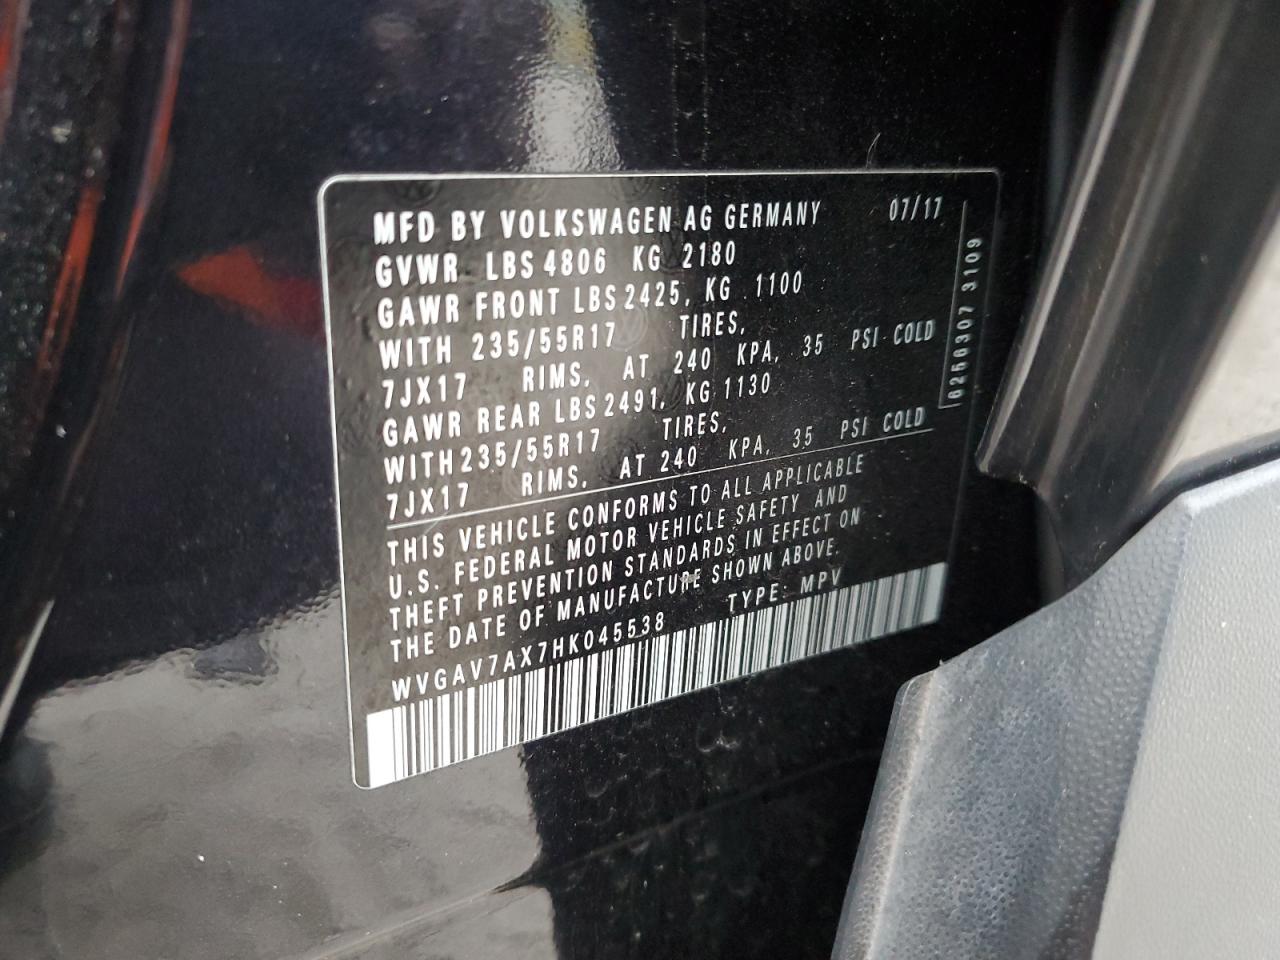 MFD BY VOLKSWAGEN AG GERMANY 07/17
GVWR LBS 4806 KG 2180
GAWR FRONT LBS 2425, KG 1100
WITH 235/55R17 TIRES,
7JX17 RIMS, AT 240 KPA, 35 PSI COLD
GAWR REAR LBS 2491, KG 1130
WITH 235/55R17 TIRES,
7JX17 RIMS, AT 240 KPA, 35 PSI COLD
THIS VEHICLE CONFORMS TO ALL APPLICABLE
U.S. FEDERAL MOTOR VEHICLE SAFETY AND
THEFT PREVENTION STANDARDS IN EFFECT ON
THE DATE OF MANUFACTURE SHOWN ABOVE.
WVGAV7AX7HK045538 TYPE: MPV
3109